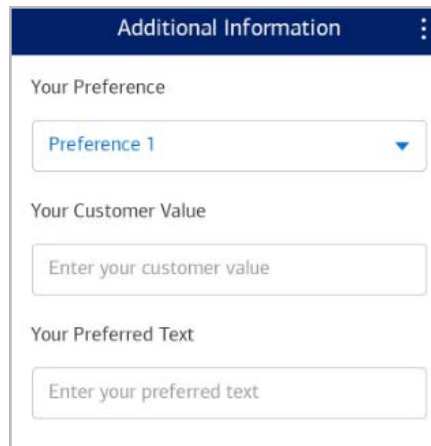 Additional Information
Your Preference
Preference 1
Your Customer Value
Enter your customer value
Your Preferred Text
Enter your preferred text